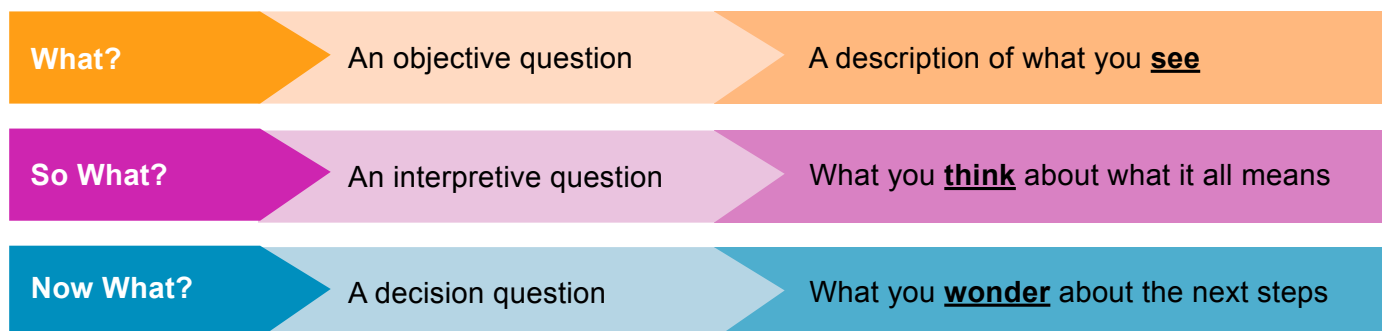 What? An objective question A description of what you see
So What? An interpretive question What you think about what it all means
Now What? A decision question What you wonder about the next steps